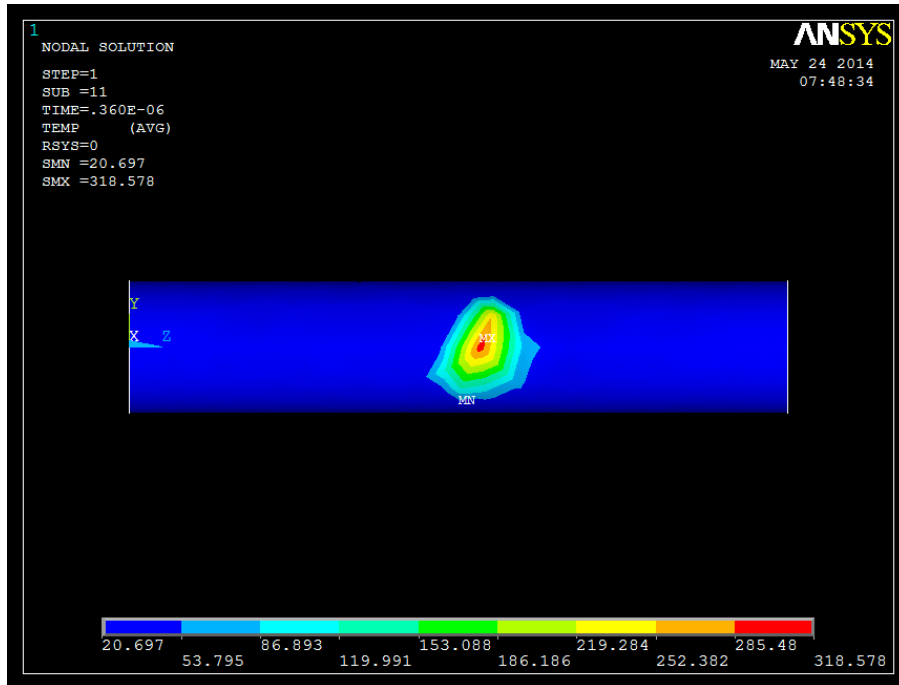 1
NODAL SOLUTION
STEP=1
SUB =11
TIME=.360E-06
TEMP (AVG)
RSYS=0
SMN =20.697
SMX =318.578
ANSYS
MAY 24 2014
07:48:34
Y
X Z
MX
MN
20.697 86.893 153.088 219.284 285.48
53.795 119.991 186.186 252.382 318.578